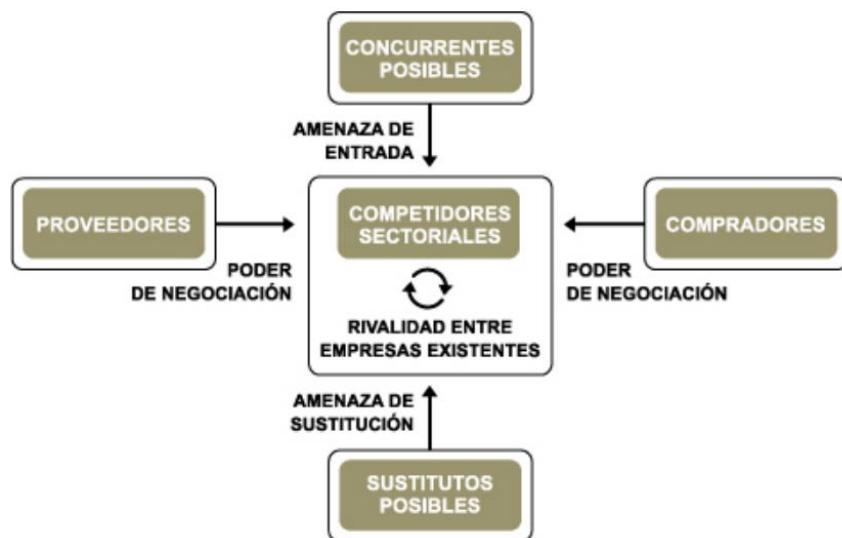 CONCURRENTES
POSIBLES
AMENAZA DE
ENTRADA
PROVEEDORES
PODER
DE NEGOCIACIÓN
COMPETIDORES
SECTORIALES
RIVALIDAD ENTRE
EMPRESAS EXISTENTES
COMPRADORES
PODER
DE NEGOCIACIÓN
AMENAZA DE
SUSTITUCIÓN
SUSTITUTOS
POSIBLES